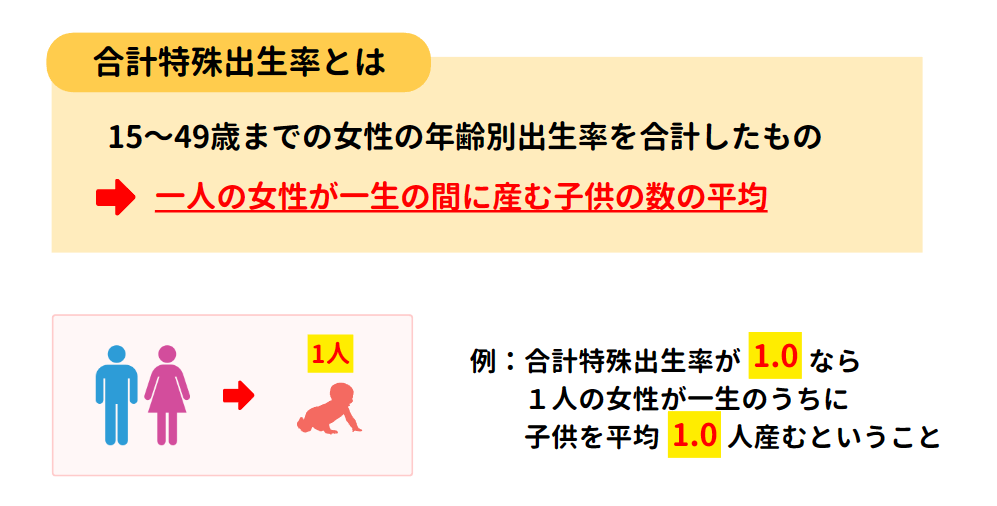 合計特殊出生率とは
15～49歳までの女性の年齢別出生率を合計したもの
一人の女性が一生の間に産む子供の数の平均
1人
例：合計特殊出生率が 1.0 なら
１人の女性が一生のうちに
子供を平均 1.0 人産むということ